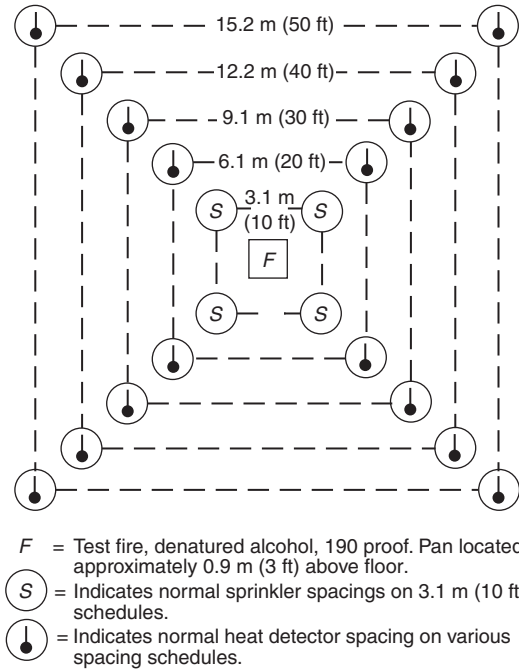 15.2 m (50 ft)
12.2 m (40 ft)
9.1 m (30 ft)
6.1 m (20 ft)
S 3.1 m S
(10 ft)
F
S S
F = Test fire, denatured alcohol, 190 proof. Pan located
approximately 0.9 m (3 ft) above floor.
S = Indicates normal sprinkler spacings on 3.1 m (10 ft
schedules.
= Indicates normal heat detector spacing on various
spacing schedules.